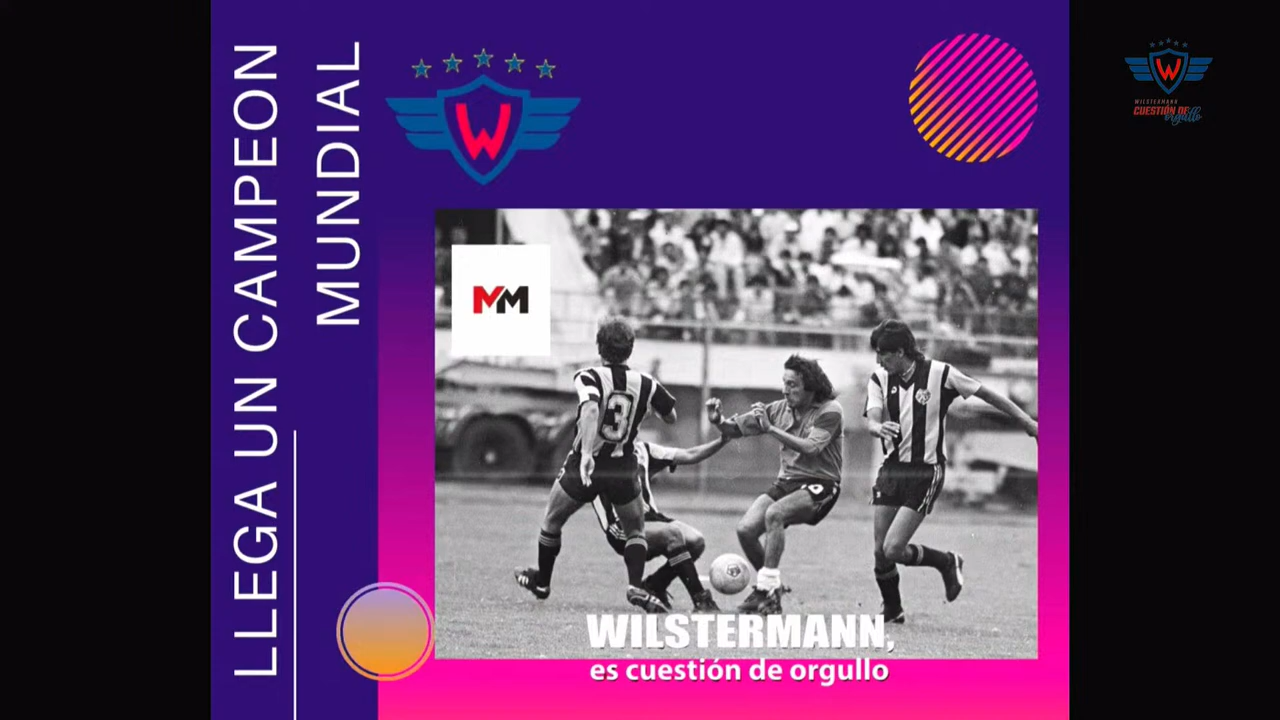 LLEGA UN CAMPEON
MUNDIAL
W
W
WILSTERMANN
CUESTIÓN DE
orgullo
MM
3
WILSTERMANN,
es cuestión de orgullo